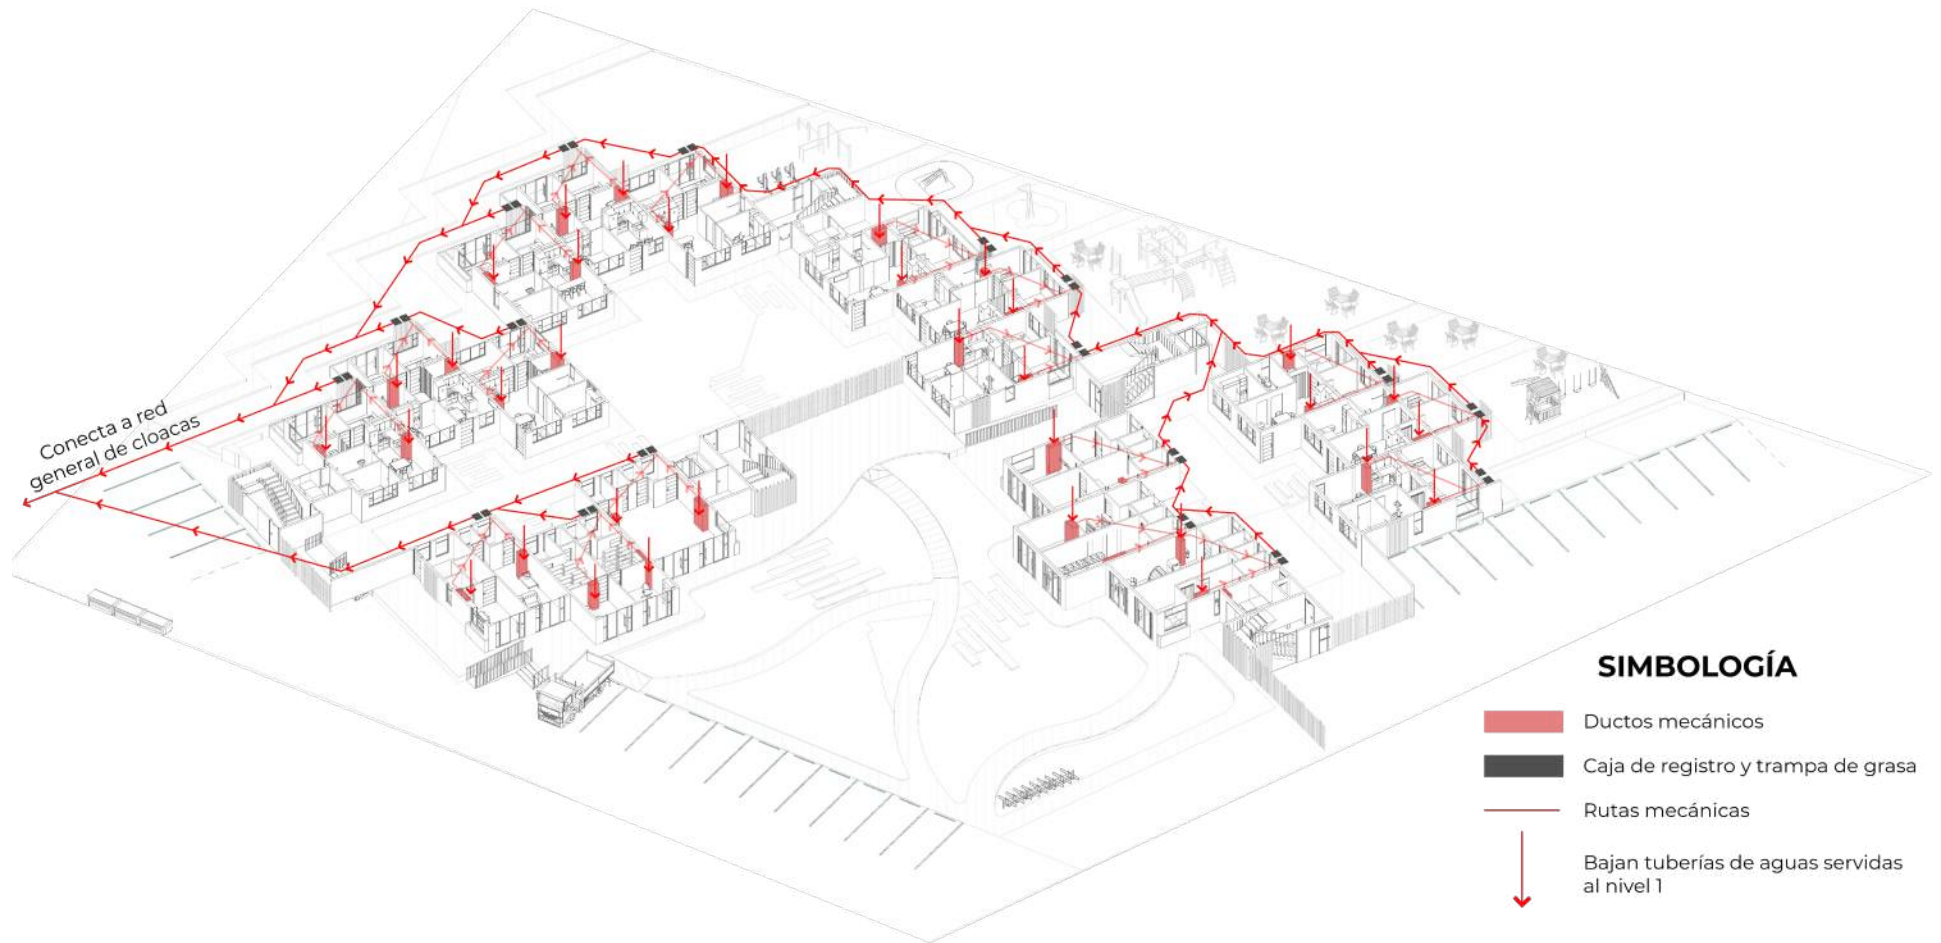 Conecta a red
general de cloacas
SIMBOLOGÍA
Ductos mecánicos
Caja de registro y trampa de grasa
Rutas mecánicas
Bajan tuberías de aguas servidas
al nivel 1